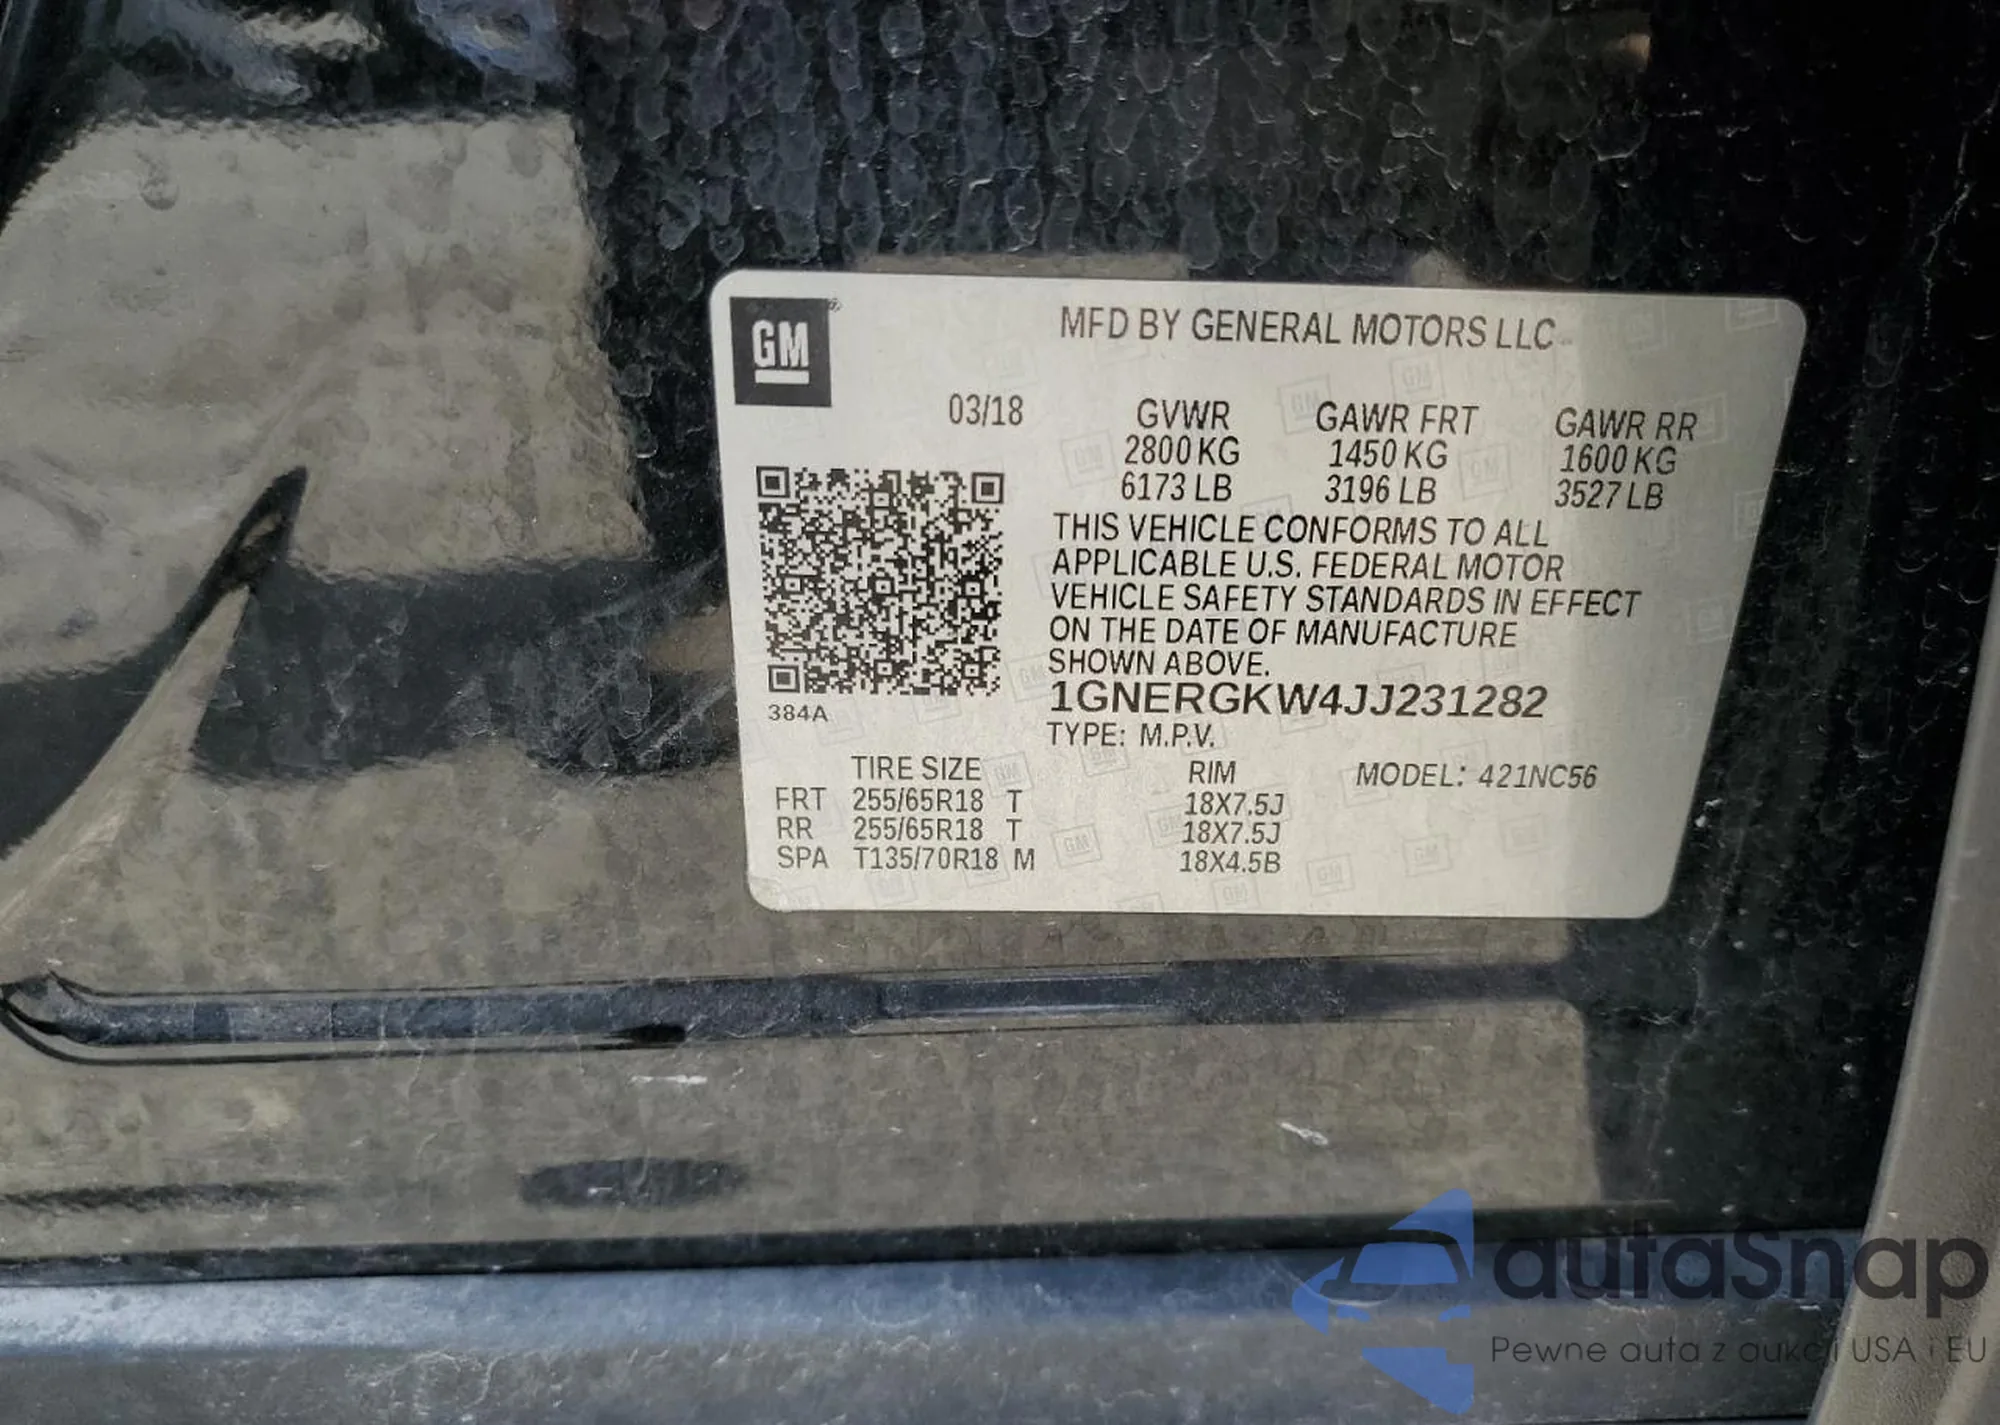 GM
MFD BY GENERAL MOTORS LLC
03/18 GVWR GAWR FRT GAWR RR
2800 KG 1450 KG 1600 KG
6173 LB 3196 LB 3527 LB
THIS VEHICLE CONFORMS TO ALL
APPLICABLE U.S. FEDERAL MOTOR
VEHICLE SAFETY STANDARDS IN EFFECT
ON THE DATE OF MANUFACTURE
SHOWN ABOVE.
1GNERGKW4JJ231282
384A
TYPE: M.P.V.
TIRE SIZE RIM MODEL: 421NC56
FRT 255/65R18 T 18X7.5J
RR 255/65R18 T 18X7.5J
SPA T135/70R18 M 18X4.5B
autaSnap
Pewne auta z aukcji USA i EU